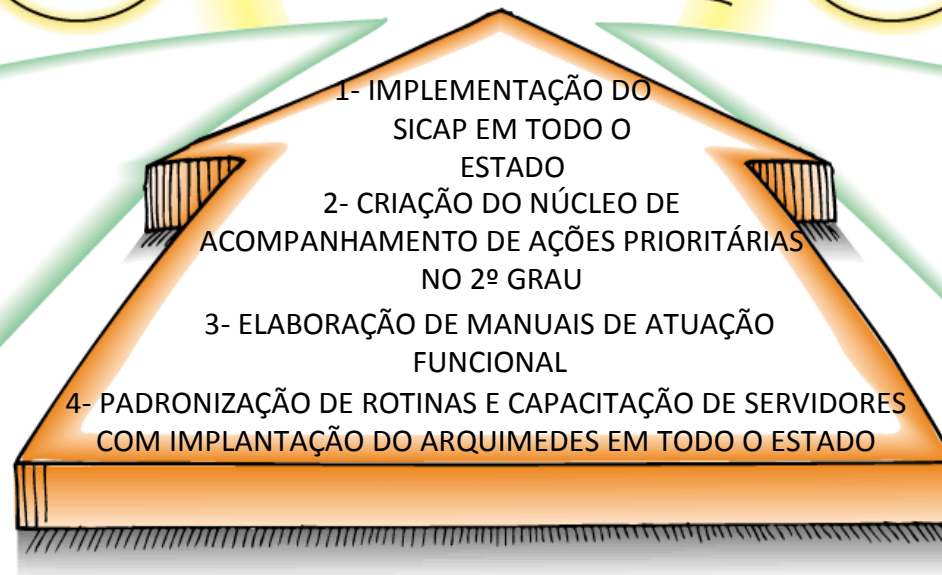 1- IMPLEMENTAÇÃO DO
SICAP EM TODO O
ESTADO
2- CRIAÇÃO DO NÚCLEO DE
ACOMPANHAMENTO DE AÇÕES PRIORITÁRIAS
NO 2º GRAU
3- ELABORAÇÃO DE MANUAIS DE ATUAÇÃO
FUNCIONAL
4- PADRONIZAÇÃO DE ROTINAS E CAPACITAÇÃO DE SERVIDORES
COM IMPLANTAÇÃO DO ARQUIMEDES EM TODO O ESTADO